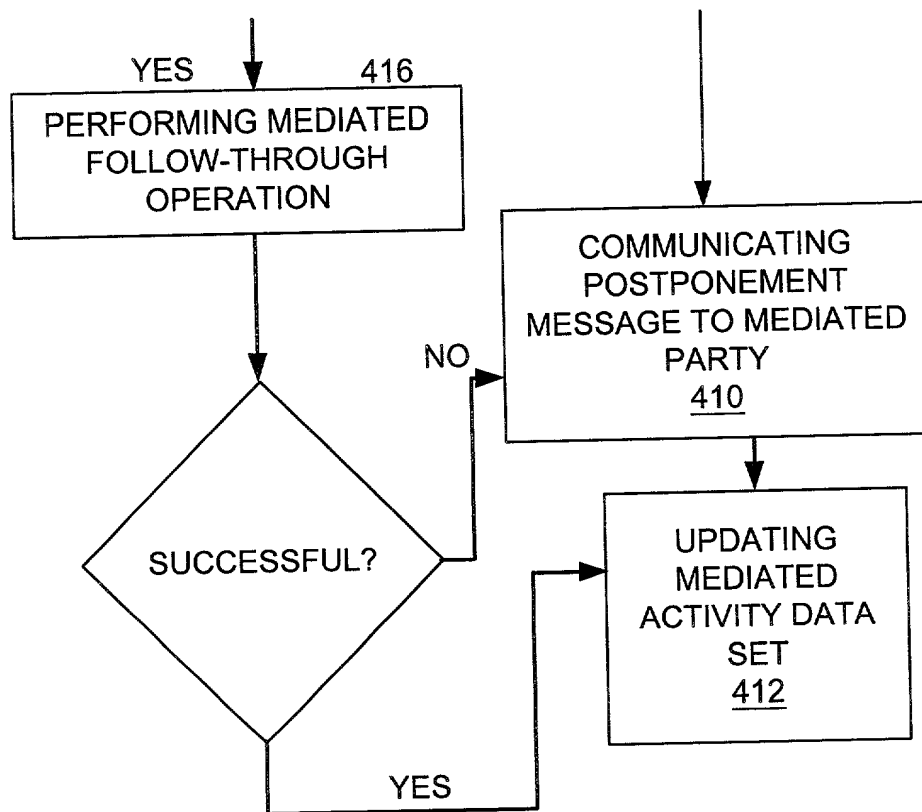 YES
416
PERFORMING MEDIATED
FOLLOW-THROUGH
OPERATION
COMMUNICATING
POSTPONEMENT
MESSAGE TO MEDIATED
PARTY
410
NO
SUCCESSFUL?
UPDATING
MEDIATED
ACTIVITY DATA
SET
412
YES